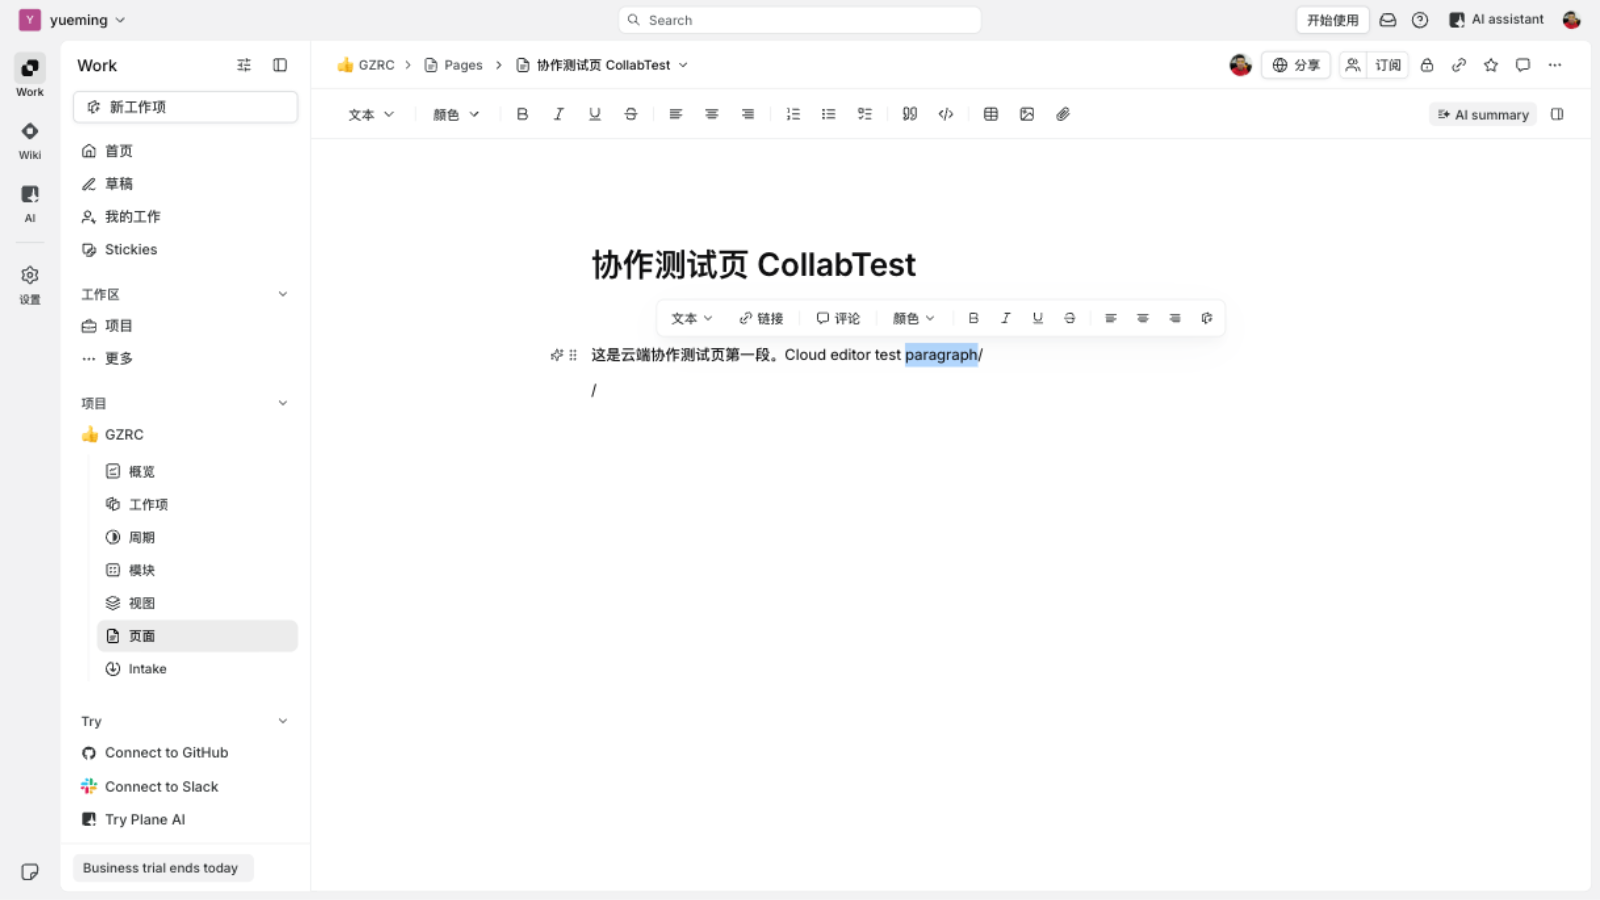 Y yueming
Search
开始使用
AI assistant
Work
Wiki
AI
设置
Work
新工作项
首页
草稿
我的工作
Stickies
工作区
项目
更多
项目
GZRC
概览
工作项
周期
模块
视图
页面
Intake
Try
Connect to GitHub
Connect to Slack
Try Plane AI
Business trial ends today
GZRC > Pages > 协作测试页 CollabTest
分享
订阅
文本 颜色 B I U S
AI summary
协作测试页 CollabTest
文本 链接 评论 颜色 B I U S
这是云端协作测试页第一段。Cloud editor test paragraph/
/